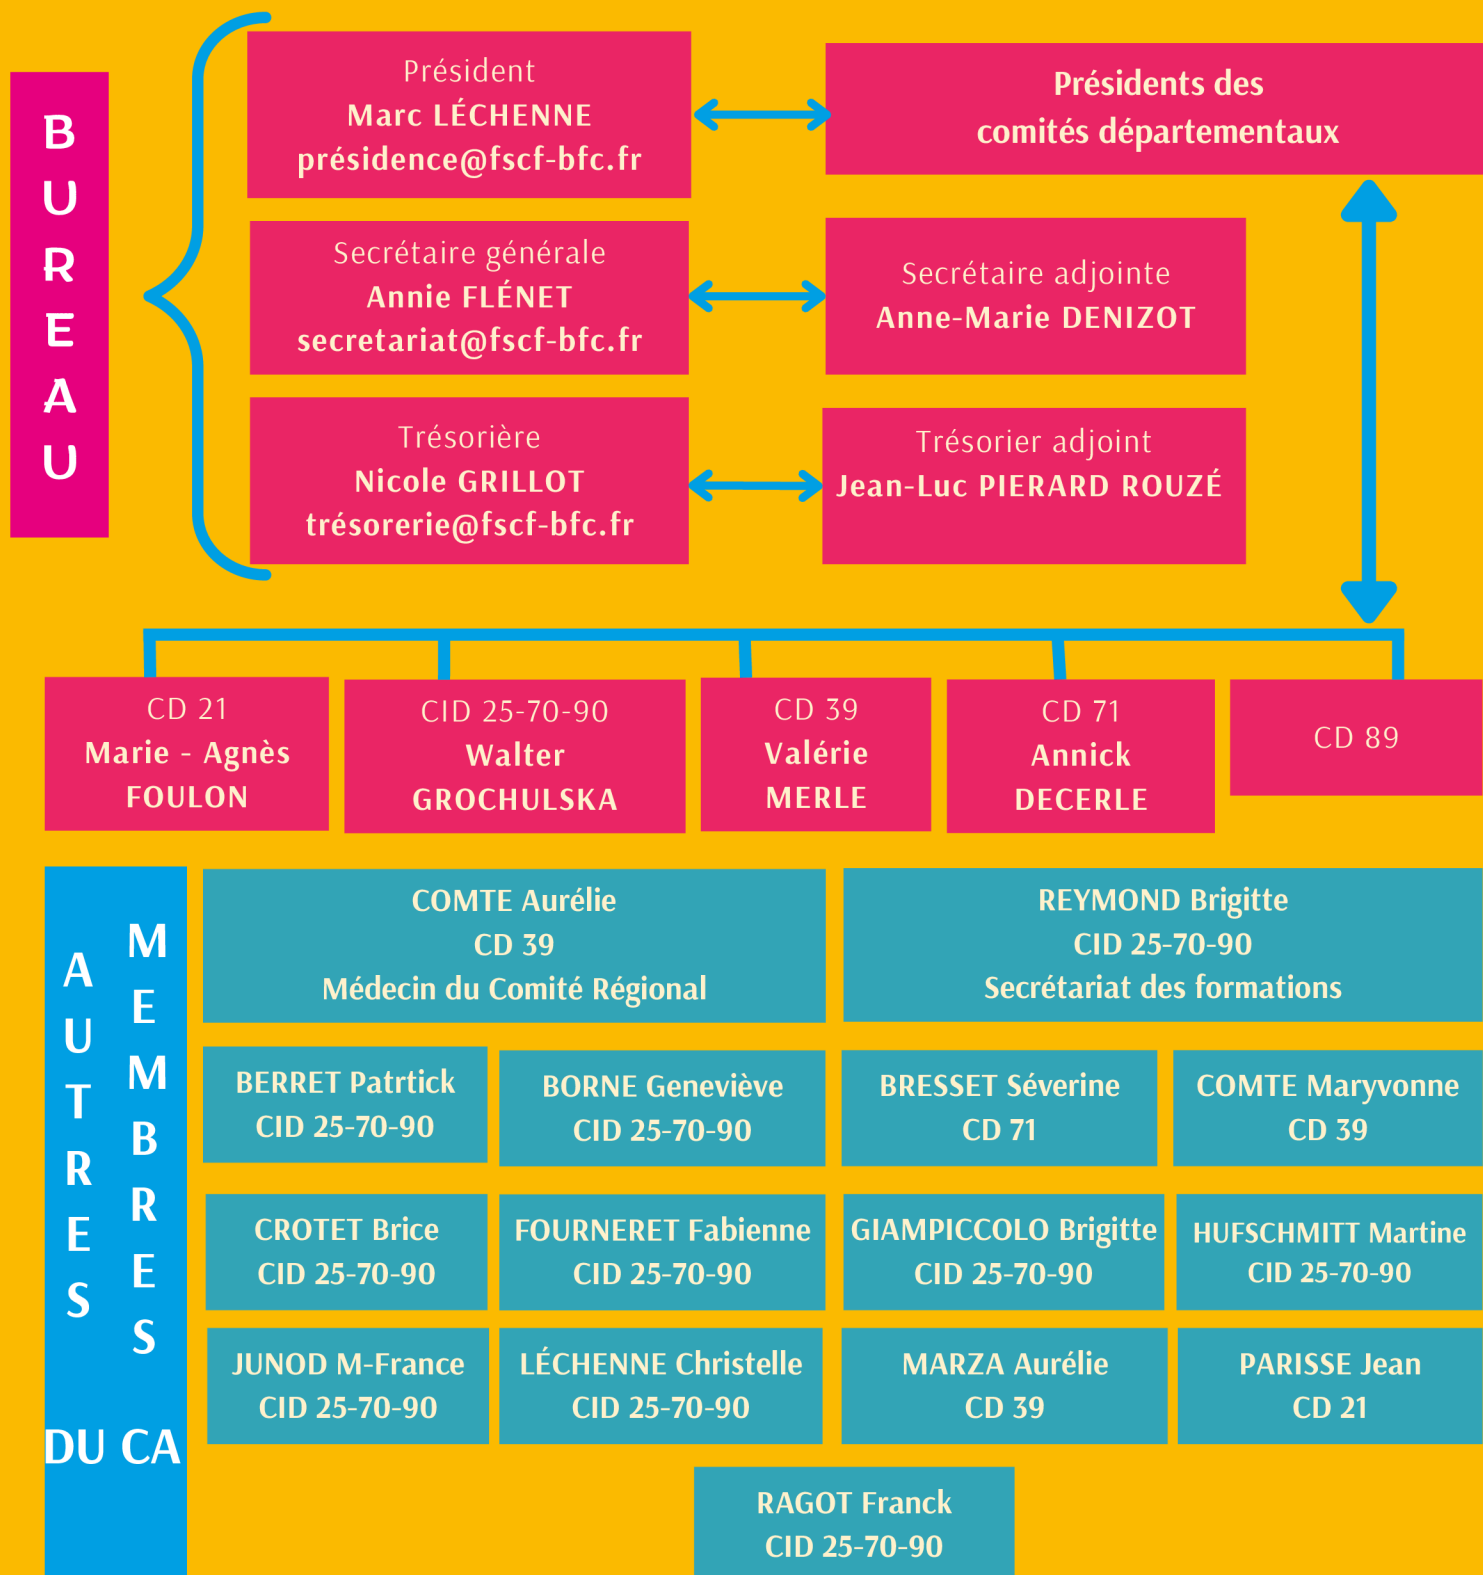 BUREAU
Président
Marc LÉCHENNE
présidence@fscf-bfc.fr
Présidents des
comités départementaux
Secrétaire générale
Annie FLÉNET
secretariat@fscf-bfc.fr
Secrétaire adjointe
Anne-Marie DENIZOT
Trésorière
Nicole GRILLOT
trésorerie@fscf-bfc.fr
Trésorier adjoint
Jean-Luc PIERARD ROUZÉ
CD 21
Marie - Agnès
FOULON
CID 25-70-90
Walter
GROCHULSKA
CD 39
Valérie
MERLE
CD 71
Annick
DECERLE
CD 89
AUTRES
MEMBRES
DU CA
COMTE Aurélie
CD 39
Médecin du Comité Régional
REYMOND Brigitte
CID 25-70-90
Secrétariat des formations
BERRET Patrtick
CID 25-70-90
BORNE Geneviève
CID 25-70-90
BRESSET Séverine
CD 71
COMTE Maryvonne
CD 39
CROTET Brice
CID 25-70-90
FOURNERET Fabienne
CID 25-70-90
GIAMPICCOLO Brigitte
CID 25-70-90
HUFSCHMITT Martine
CID 25-70-90
JUNOD M-France
CID 25-70-90
LÉCHENNE Christelle
CID 25-70-90
MARZA Aurélie
CD 39
PARISSE Jean
CD 21
RAGOT Franck
CID 25-70-90